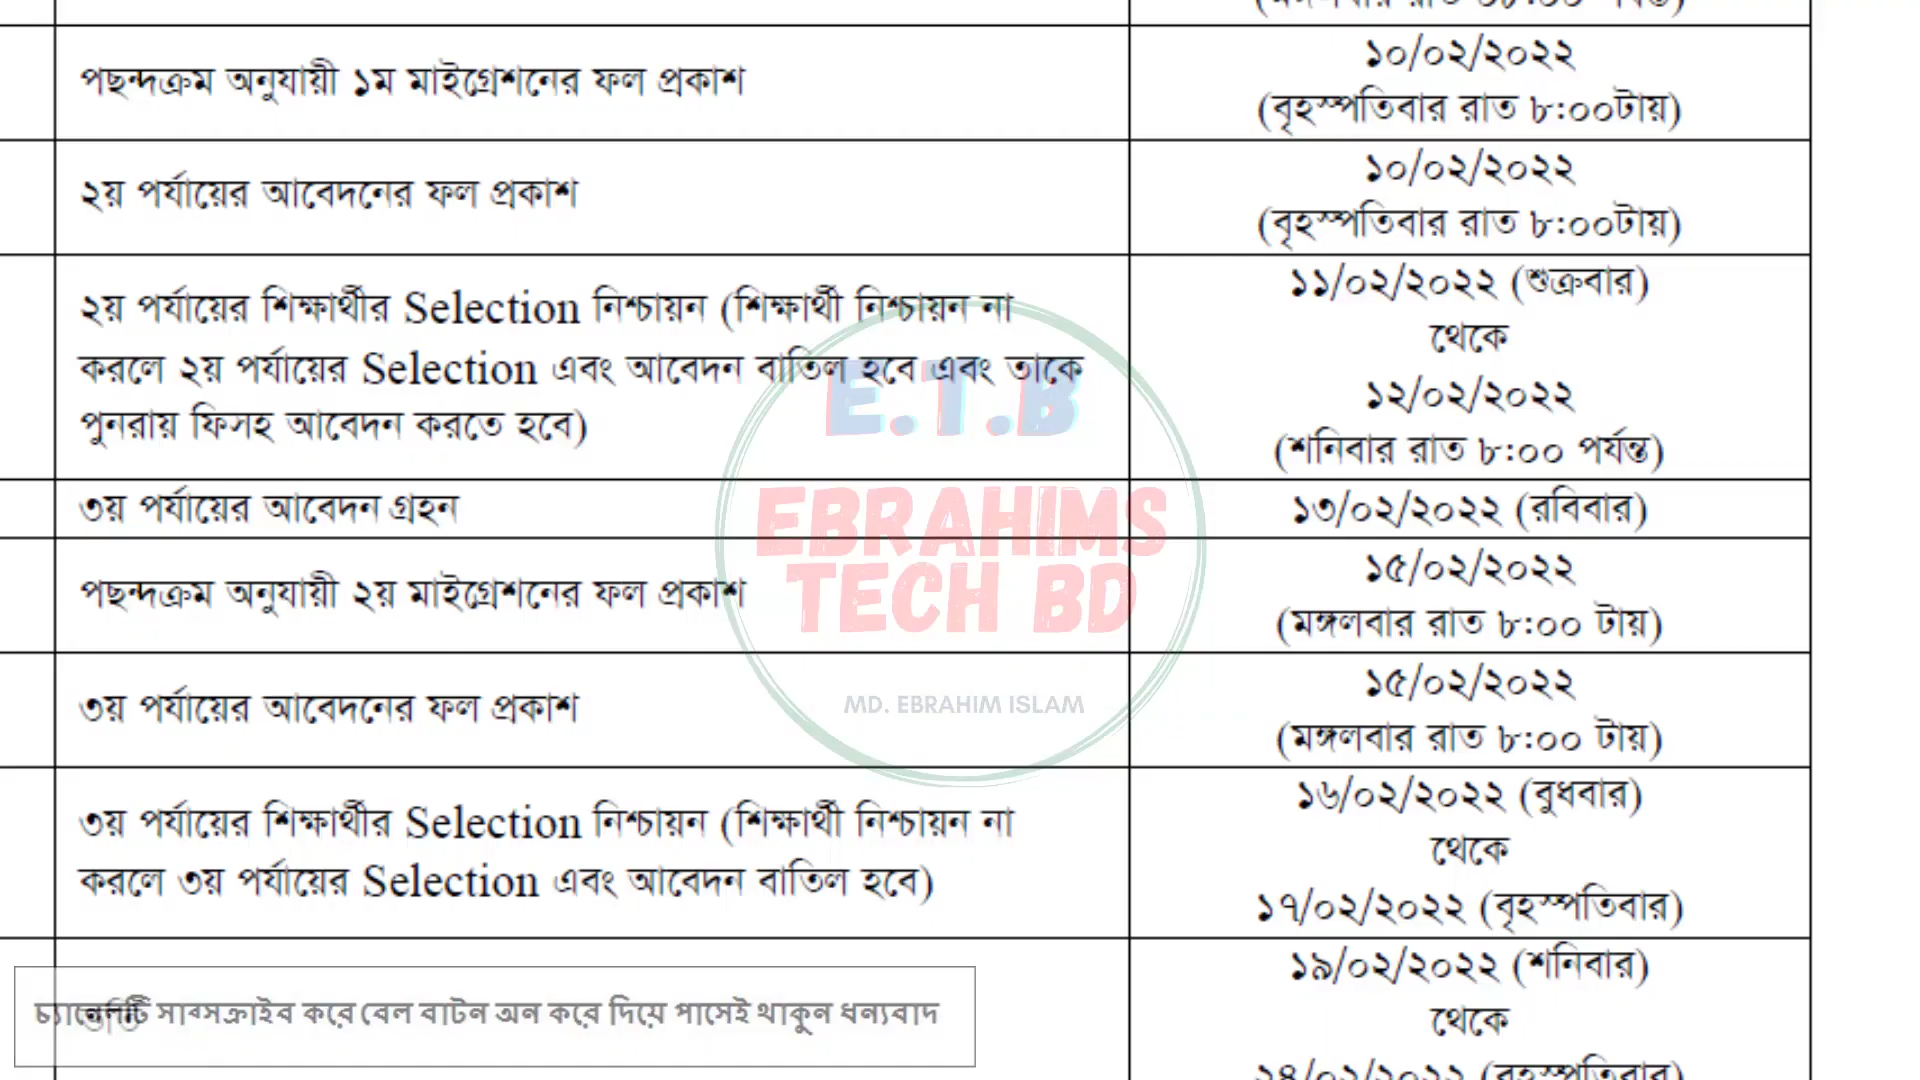 পছন্দক্রম অনুযায়ী ১ম মাইগ্রেশনের ফল প্রকাশ
১০/০২/২০২২
(বৃহস্পতিবার রাত ৮:০০টায়)
২য় পর্যায়ের আবেদনের ফল প্রকাশ
১০/০২/২০২২
(বৃহস্পতিবার রাত ৮:০০টায়)
২য় পর্যায়ের শিক্ষার্থীর Selection নিশ্চায়ন (শিক্ষার্থী নিশ্চায়ন না
করলে ২য় পর্যায়ের Selection এবং আবেদন বাতিল হবে এবং তাকে
পুনরায় ফিসহ আবেদন করতে হবে)
১১/০২/২০২২ (শুক্রবার)
থেকে
১২/০২/২০২২
(শনিবার রাত ৮:০০ পর্যন্ত)
৩য় পর্যায়ের আবেদন গ্রহন
১৩/০২/২০২২ (রবিবার)
পছন্দক্রম অনুযায়ী ২য় মাইগ্রেশনের ফল প্রকাশ
১৫/০২/২০২২
(মঙ্গলবার রাত ৮:০০ টায়)
৩য় পর্যায়ের আবেদনের ফল প্রকাশ
১৫/০২/২০২২
(মঙ্গলবার রাত ৮:০০ টায়)
৩য় পর্যায়ের শিক্ষার্থীর Selection নিশ্চায়ন (শিক্ষার্থী নিশ্চায়ন না
করলে ৩য় পর্যায়ের Selection এবং আবেদন বাতিল হবে)
১৬/০২/২০২২ (বুধবার)
থেকে
১৭/০২/২০২২ (বৃহস্পতিবার)
ভর্তি
১৯/০২/২০২২ (শনিবার)
থেকে
২৪/০২/২০২২ (বৃহস্পতিবার)
E.T.B
EBRAHIMS
TECH BD
MD. EBRAHIM ISLAM
চ্যানেলটি সাবসক্রাইব করে বেল বাটন অন করে দিয়ে পাসেই থাকুন ধন্যবাদ